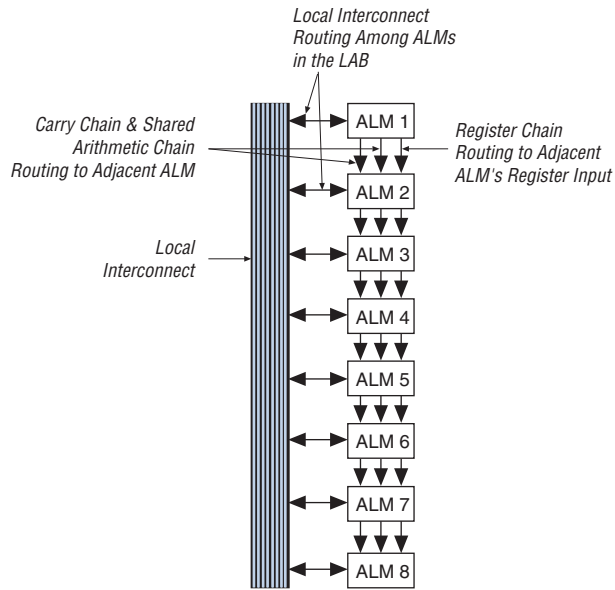 Local Interconnect
Routing Among ALMs
in the LAB
Carry Chain & Shared
Arithmetic Chain
Routing to Adjacent ALM
Register Chain
Routing to Adjacent
ALM's Register Input
Local
Interconnect
ALM 1
ALM 2
ALM 3
ALM 4
ALM 5
ALM 6
ALM 7
ALM 8